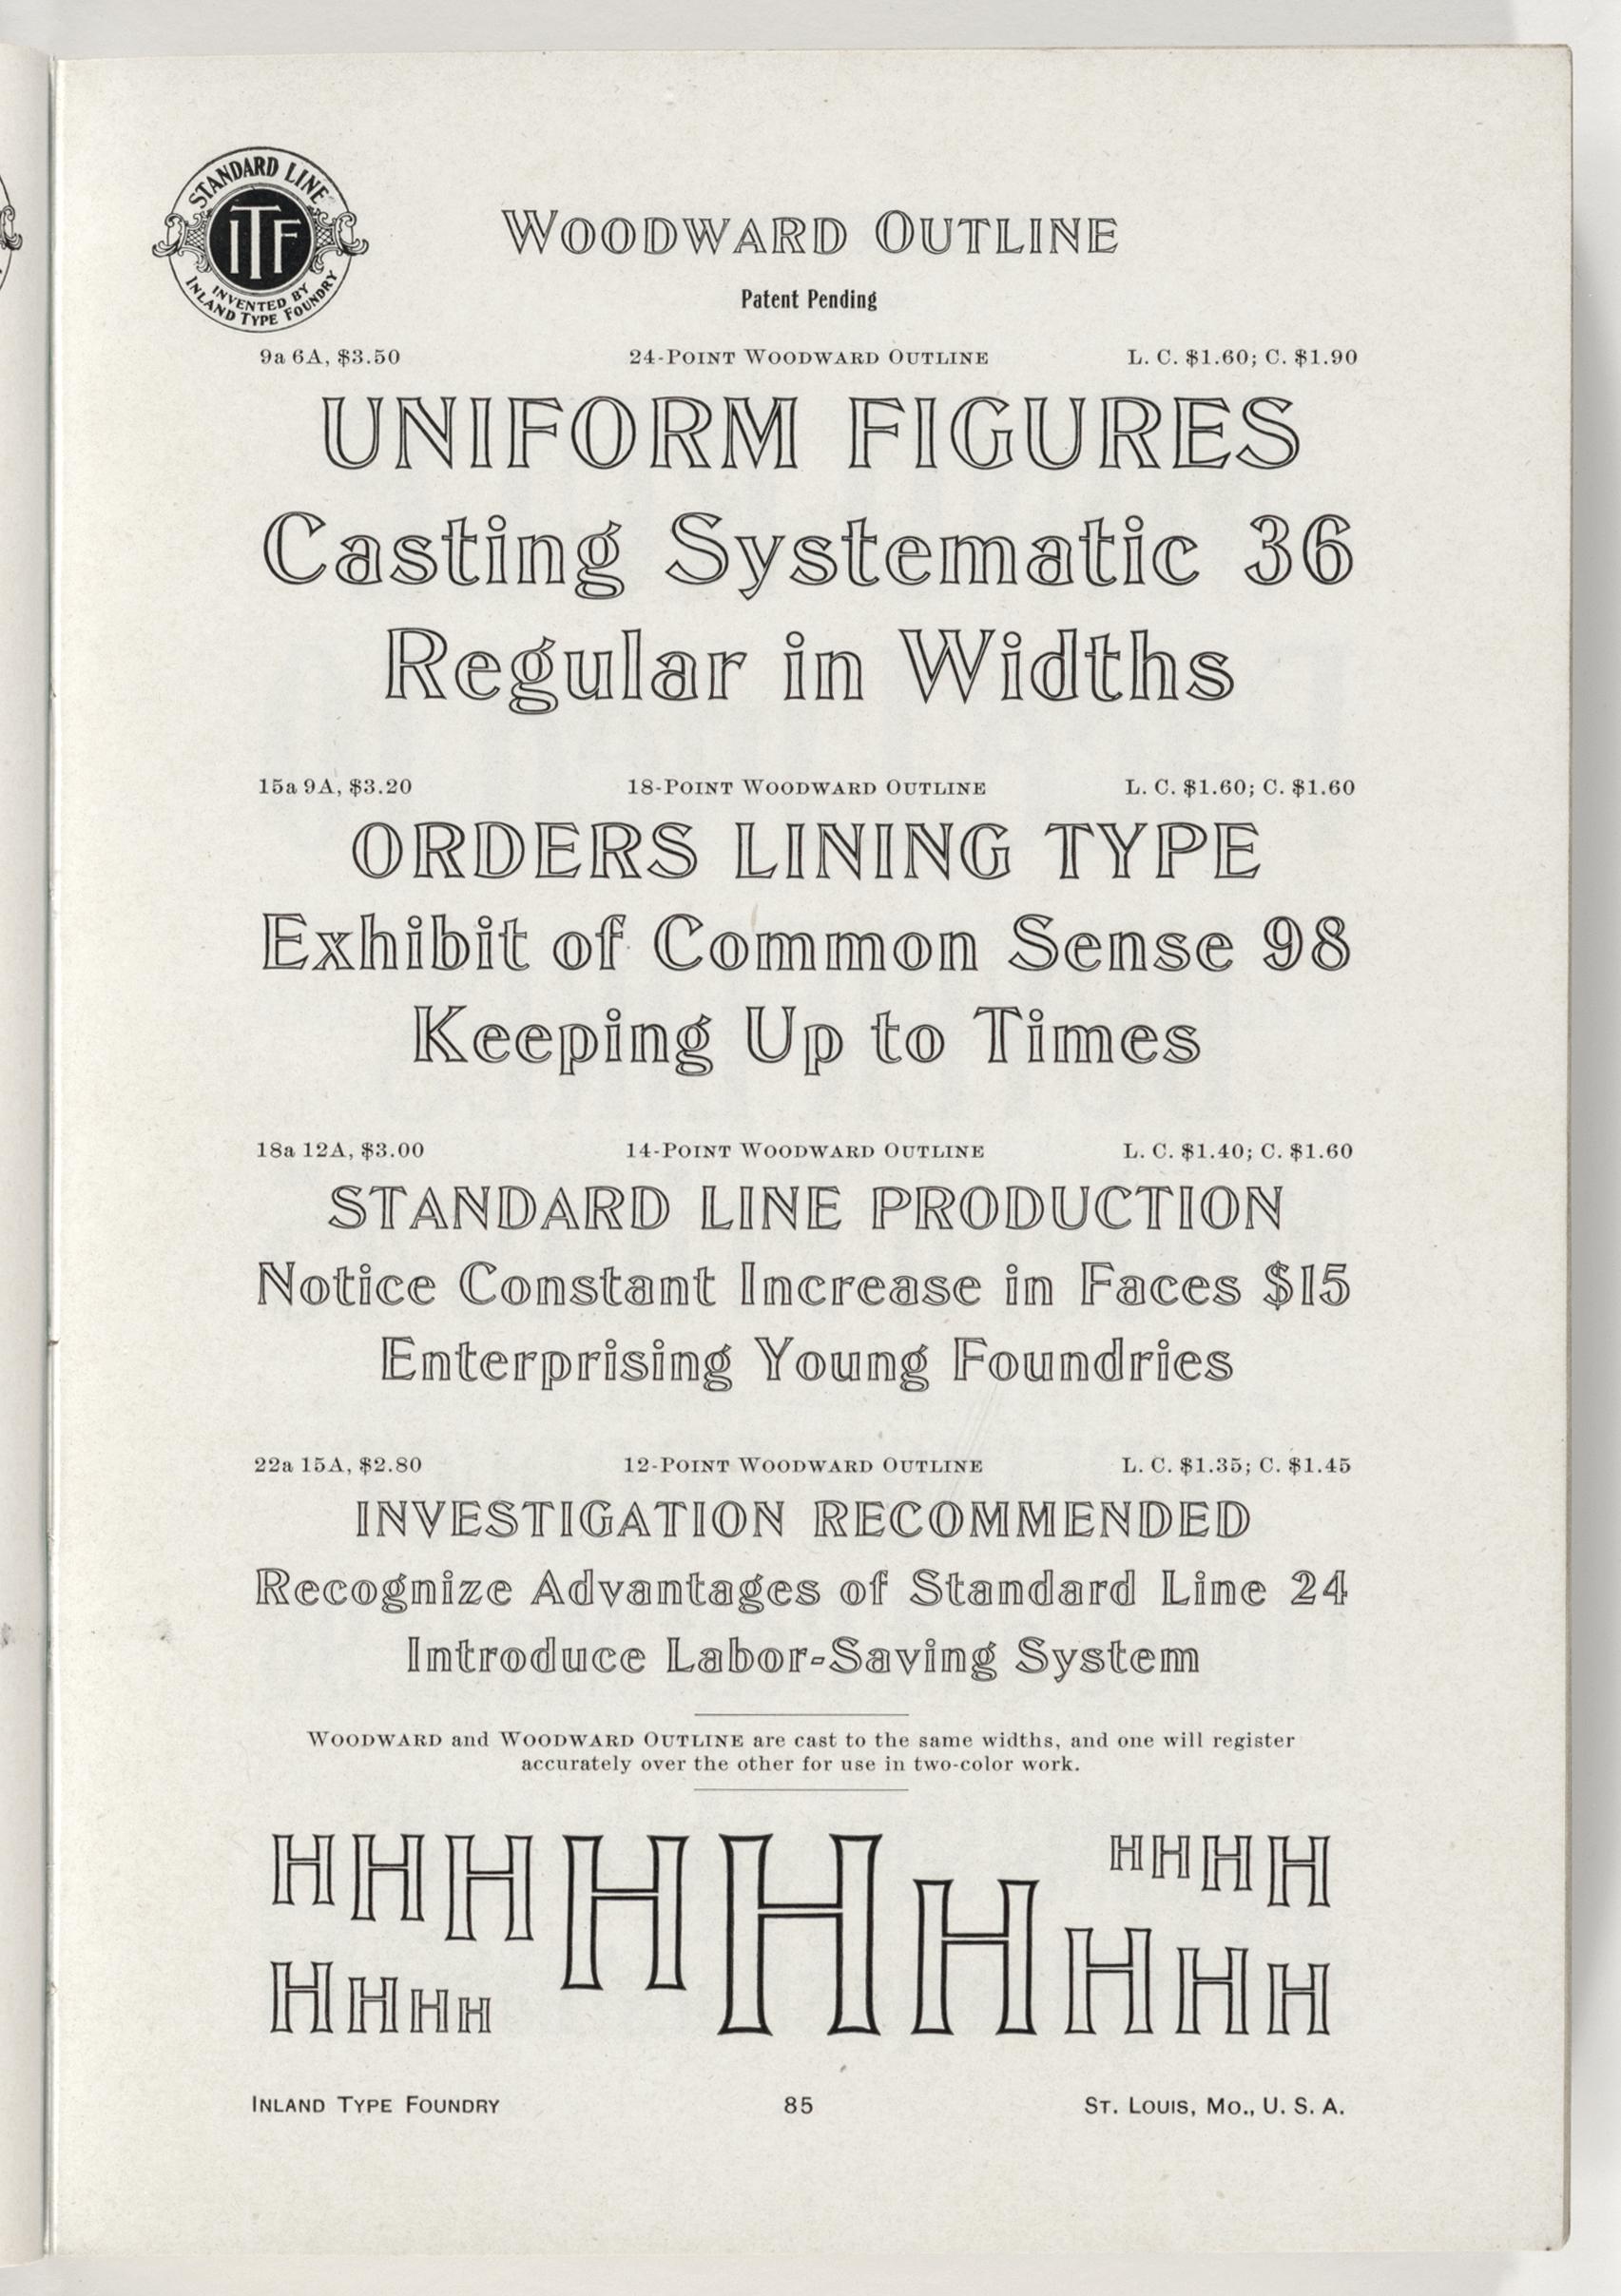 STANDARD LINE
ITF
INVENTED BY
INLAND TYPE FOUNDRY
WOODWARD OUTLINE
Patent Pending
9a 6A, $3.50 24-POINT WOODWARD OUTLINE L. C. $1.60; C. $1.90
UNIFORM FIGURES
Casting Systematic 36
Regular in Widths
15a 9A, $3.20 18-POINT WOODWARD OUTLINE L. C. $1.60; C. $1.60
ORDERS LINING TYPE
Exhibit of Common Sense 98
Keeping Up to Times
18a 12A, $3.00 14-POINT WOODWARD OUTLINE L. C. $1.40; C. $1.60
STANDARD LINE PRODUCTION
Notice Constant Increase in Faces $15
Enterprising Young Foundries
22a 15A, $2.80 12-POINT WOODWARD OUTLINE L. C. $1.35; C. $1.45
INVESTIGATION RECOMMENDED
Recognize Advantages of Standard Line 24
Introduce Labor-Saving System
WOODWARD and WOODWARD OUTLINE are cast to the same widths, and one will register
accurately over the other for use in two-color work.
H H H H H H H H H H H H H
H H H H H H
INLAND TYPE FOUNDRY 85 ST. LOUIS, MO., U. S. A.